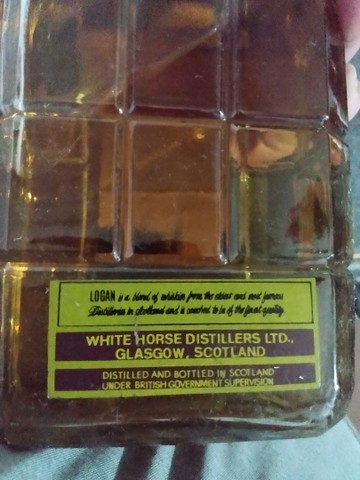 LOGAN is a blend of whiskies from the oldest and most famous
Distilleries in Scotland and is vouched to be of the finest quality.
WHITE HORSE DISTILLERS LTD.,
GLASGOW, SCOTLAND
DISTILLED AND BOTTLED IN SCOTLAND
UNDER BRITISH GOVERNMENT SUPERVISION